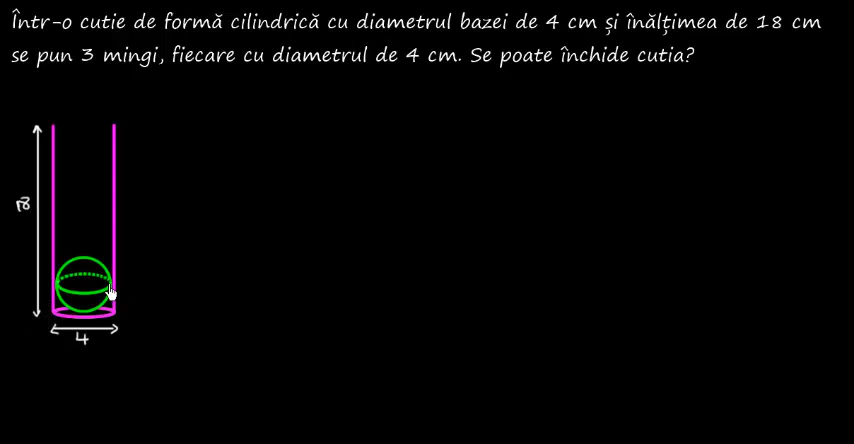 Într-o cutie de formă cilindrică cu diametrul bazei de 4 cm și înălțimea de 18 cm
se pun 3 mingi, fiecare cu diametrul de 4 cm. Se poate închide cutia?
18
4